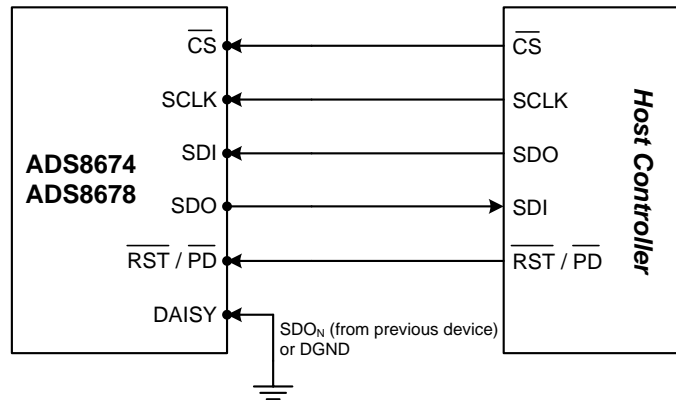 CS
CS
SCLK
SCLK
ADS8674
ADS8678
SDI
SDO
SDO
SDI
RST / PD
RST / PD
DAISY
SDON (from previous device)
or DGND
Host Controller